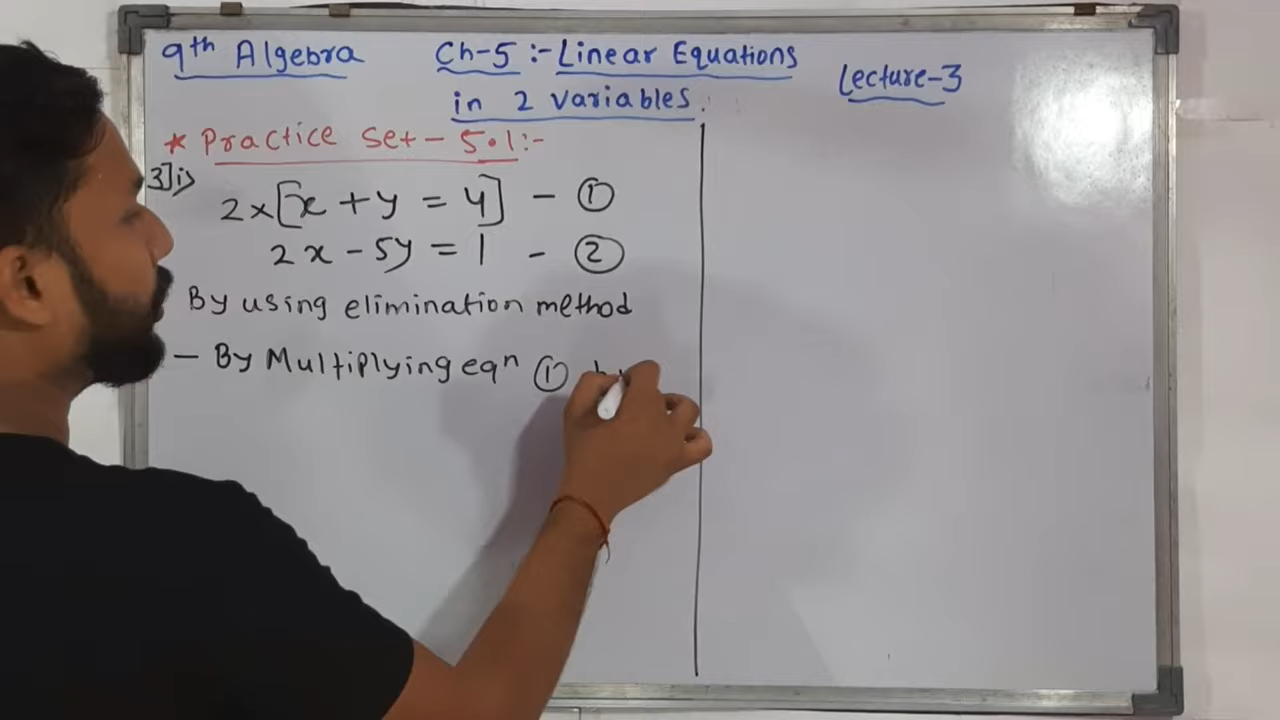 9th Algebra Ch-5 :- Linear Equations
in 2 variables. Lecture-3
* Practice Set - 5.1 :-
3] i)
2×[x + y = 4] - ①
2x - 5y = 1 - ②
By using elimination method
- By Multiplying eqn ①